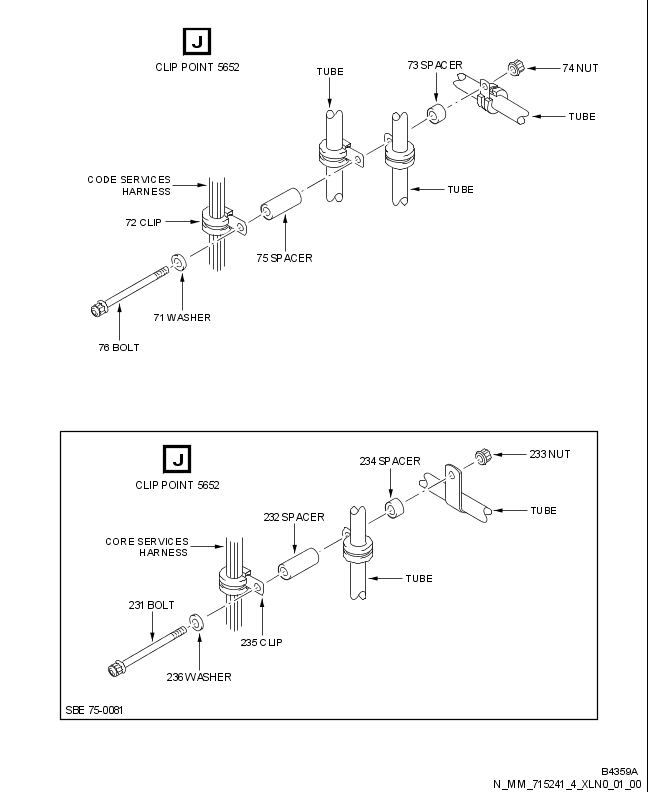 J
CLIP POINT 5652
TUBE
73 SPACER
74 NUT
TUBE
CODE SERVICES
HARNESS
TUBE
72 CLIP
75 SPACER
71 WASHER
76 BOLT
J
CLIP POINT 5652
234 SPACER
233 NUT
232 SPACER
TUBE
CORE SERVICES
HARNESS
TUBE
231 BOLT
235 CLIP
236 WASHER
SBE 75-0081
B4359A
N_MM_715241_4_XLN0_01_00